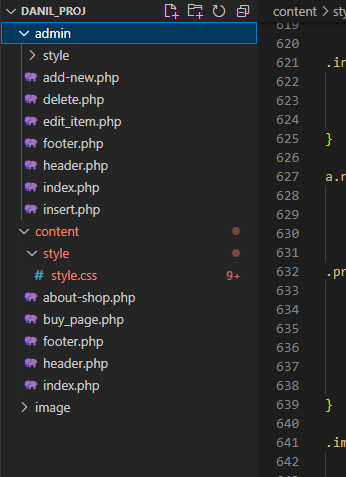 DANIL_PROJ
admin
style
add-new.php
delete.php
edit_item.php
footer.php
header.php
index.php
insert.php
content
style
# style.css 9+
about-shop.php
buy_page.php
footer.php
header.php
index.php
image
content > sty
619
620
621 .in
622
623
624
625 }
626
627 a.n
628
629
630
631
632 .pr
633
634
635
636
637
638
639 }
640
641 .im
642